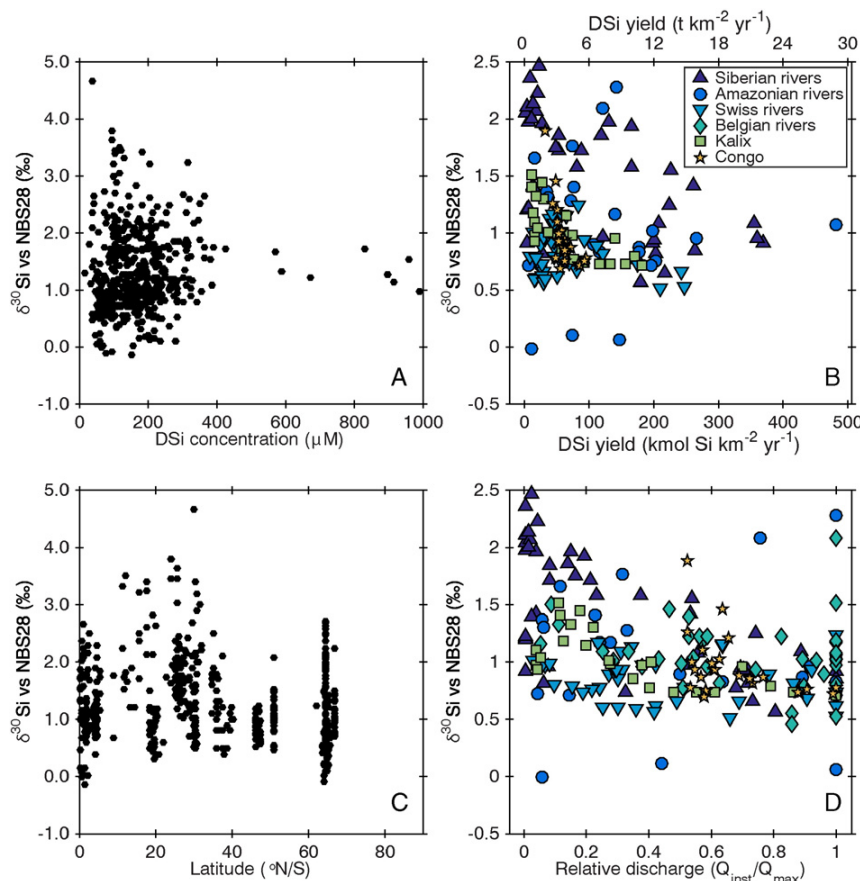 DSi yield (t km-2 yr-1)
0 6 12 18 24 30
5.0
4.0
3.0
2.0
1.0
0.0
-1.0
δ30Si vs NBS28 (‰)
A
0 200 400 600 800 1000
DSi concentration (μM)
2.5
2
1.5
1
0.5
0
-0.5
δ30Si vs NBS28 (‰)
Siberian rivers
Amazonian rivers
Swiss rivers
Belgian rivers
Kalix
Congo
B
0 100 200 300 400 500
DSi yield (kmol Si km-2 yr-1)
5.0
4.0
3.0
2.0
1.0
0.0
-1.0
δ30Si vs NBS28 (‰)
C
0 20 40 60 80
Latitude (oN/S)
2.5
2
1.5
1
0.5
0
-0.5
δ30Si vs NBS28 (‰)
D
0 0.2 0.4 0.6 0.8 1
Relative discharge (Qinst/Qmax)